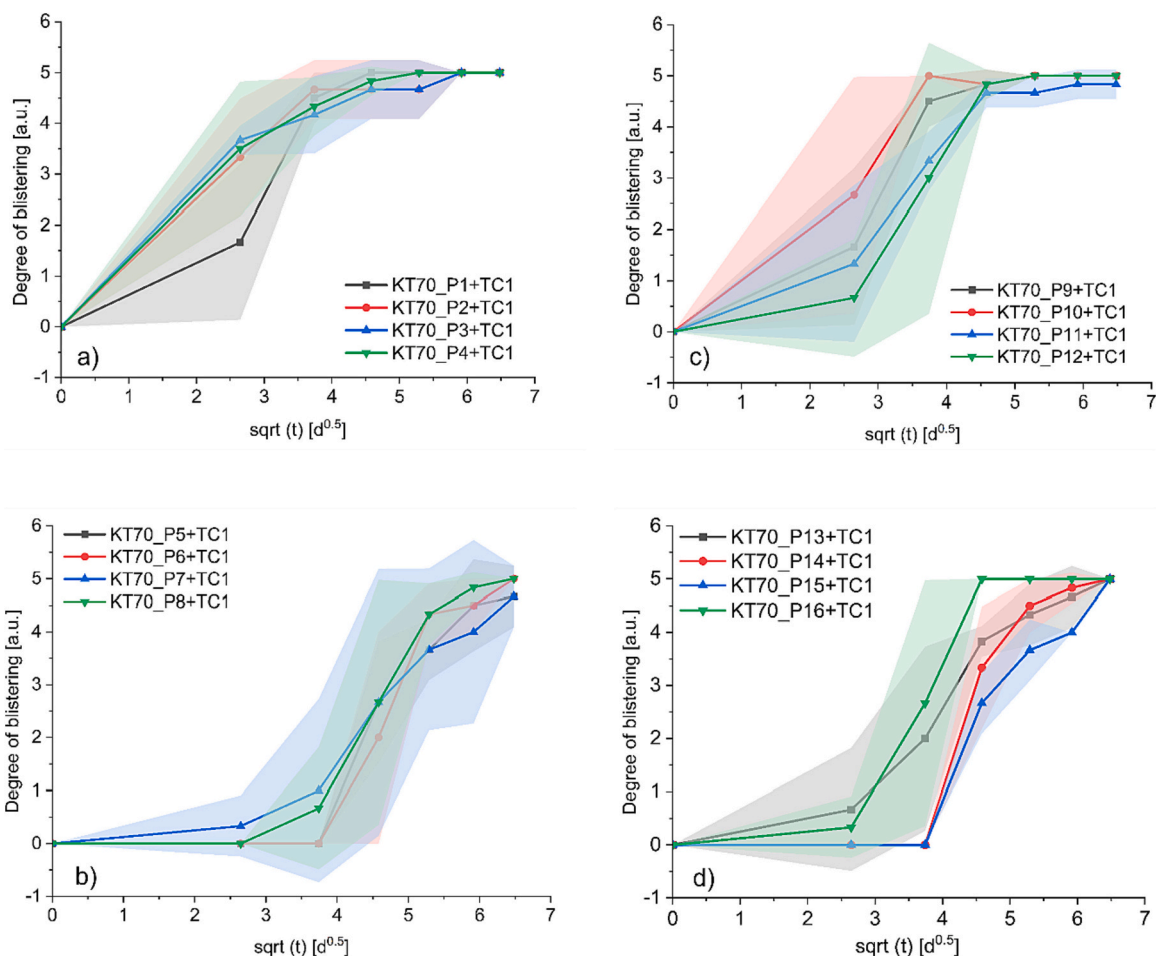 Degree of blistering [a.u.]
6
5
4
3
2
1
0
-1
KT70_P1+TC1
KT70_P2+TC1
KT70_P3+TC1
KT70_P4+TC1
a)
0 1 2 3 4 5 6 7
sqrt (t) [d0.5]
Degree of blistering [a.u.]
6
5
4
3
2
1
0
-1
KT70_P9+TC1
KT70_P10+TC1
KT70_P11+TC1
KT70_P12+TC1
c)
0 1 2 3 4 5 6 7
sqrt (t) [d0.5]
Degree of blistering [a.u.]
6
5
4
3
2
1
0
-1
KT70_P5+TC1
KT70_P6+TC1
KT70_P7+TC1
KT70_P8+TC1
b)
0 1 2 3 4 5 6 7
sqrt (t) [d0.5]
Degree of blistering [a.u.]
6
5
4
3
2
1
0
-1
KT70_P13+TC1
KT70_P14+TC1
KT70_P15+TC1
KT70_P16+TC1
d)
0 1 2 3 4 5 6 7
sqrt (t) [d0.5]